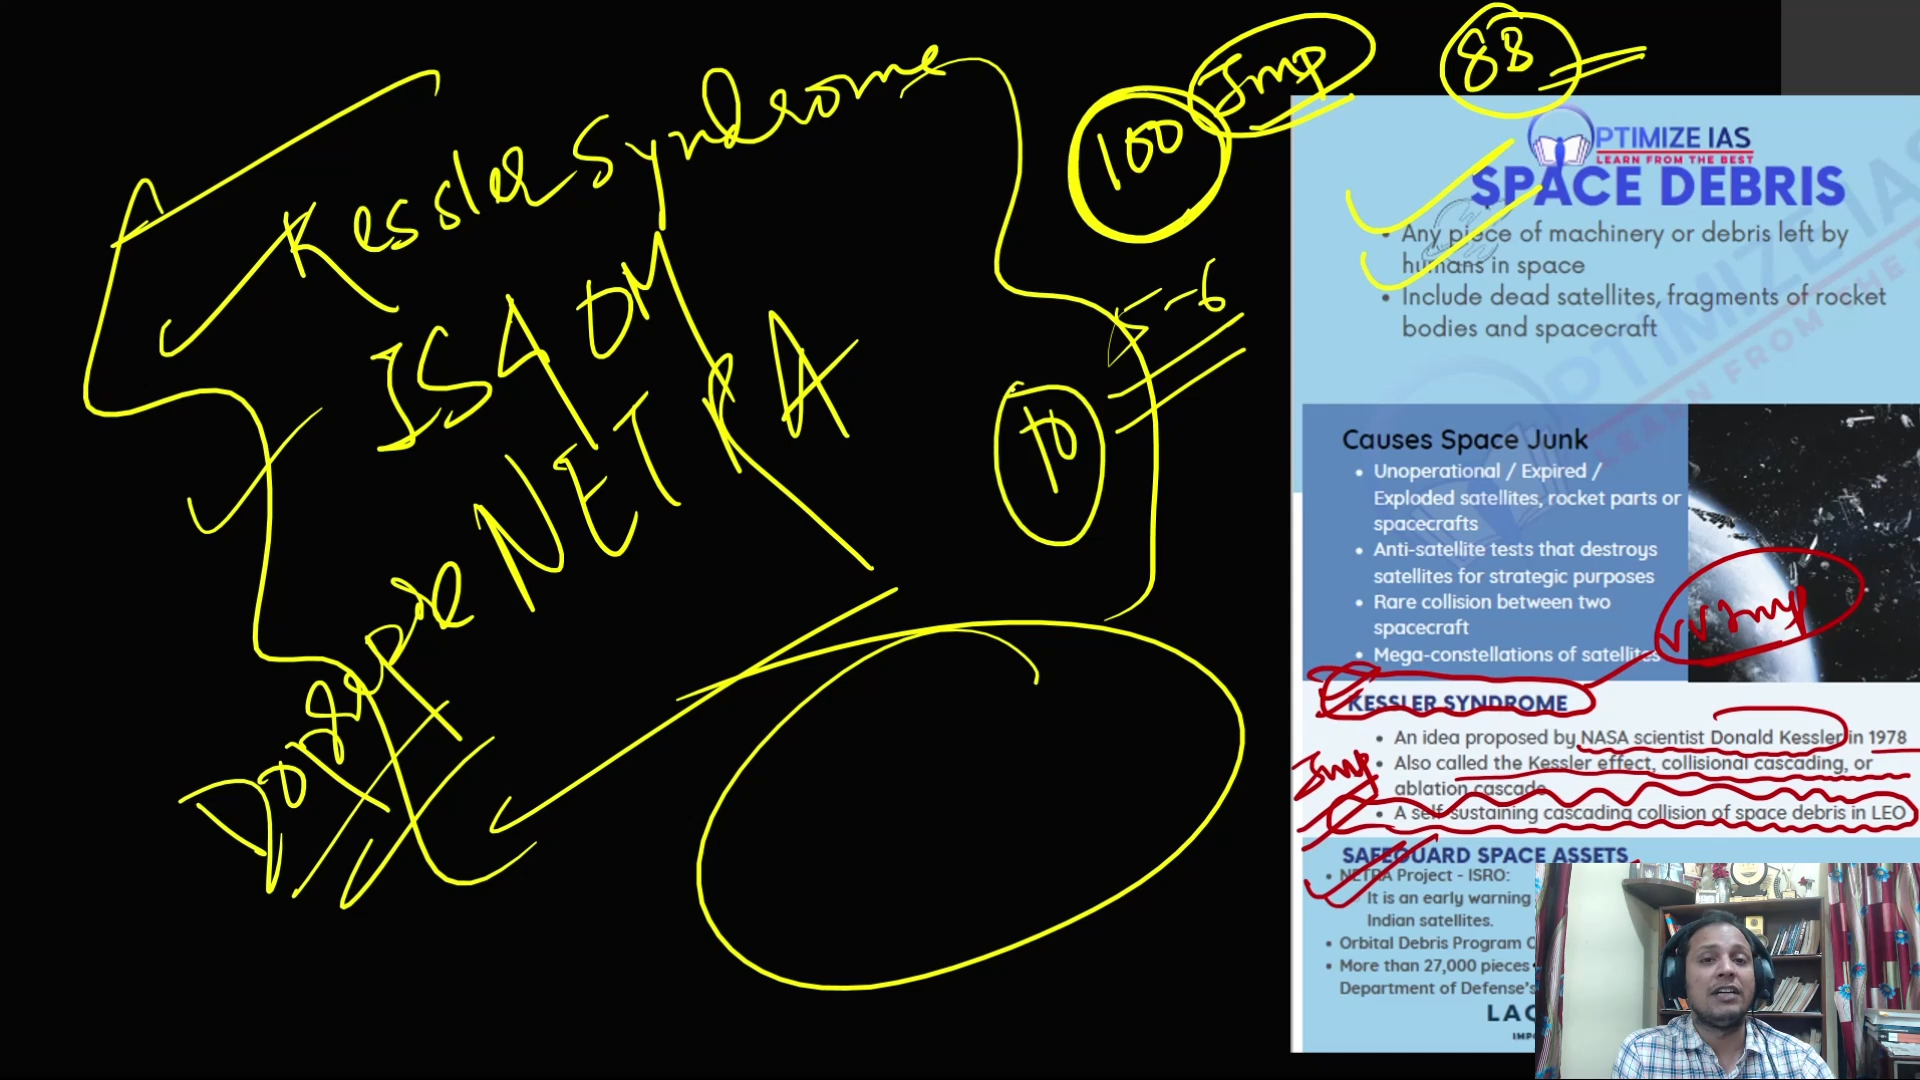 Kessler Syndrome
IS4OM
NETRA
100
Imp
88
5-6
10
OPTIMIZE IAS
LEARN FROM THE BEST
SPACE DEBRIS
• Any piece of machinery or debris left by
humans in space
• Include dead satellites, fragments of rocket
bodies and spacecraft
Causes Space Junk
• Unoperational / Expired /
Exploded satellites, rocket parts or
spacecrafts
• Anti-satellite tests that destroys
satellites for strategic purposes
• Rare collision between two
spacecraft
• Mega-constellations of satellites
VV Imp
KESSLER SYNDROME
• An idea proposed by NASA scientist Donald Kessler in 1978
• Also called the Kessler effect, collisional cascading, or
ablation cascade
Imp
• A self-sustaining cascading collision of space debris in LEO
SAFEGUARD SPACE ASSETS
• NETRA Project - ISRO:
It is an early warning
Indian satellites.
• Orbital Debris Program
• More than 27,000 pieces
Department of Defense's